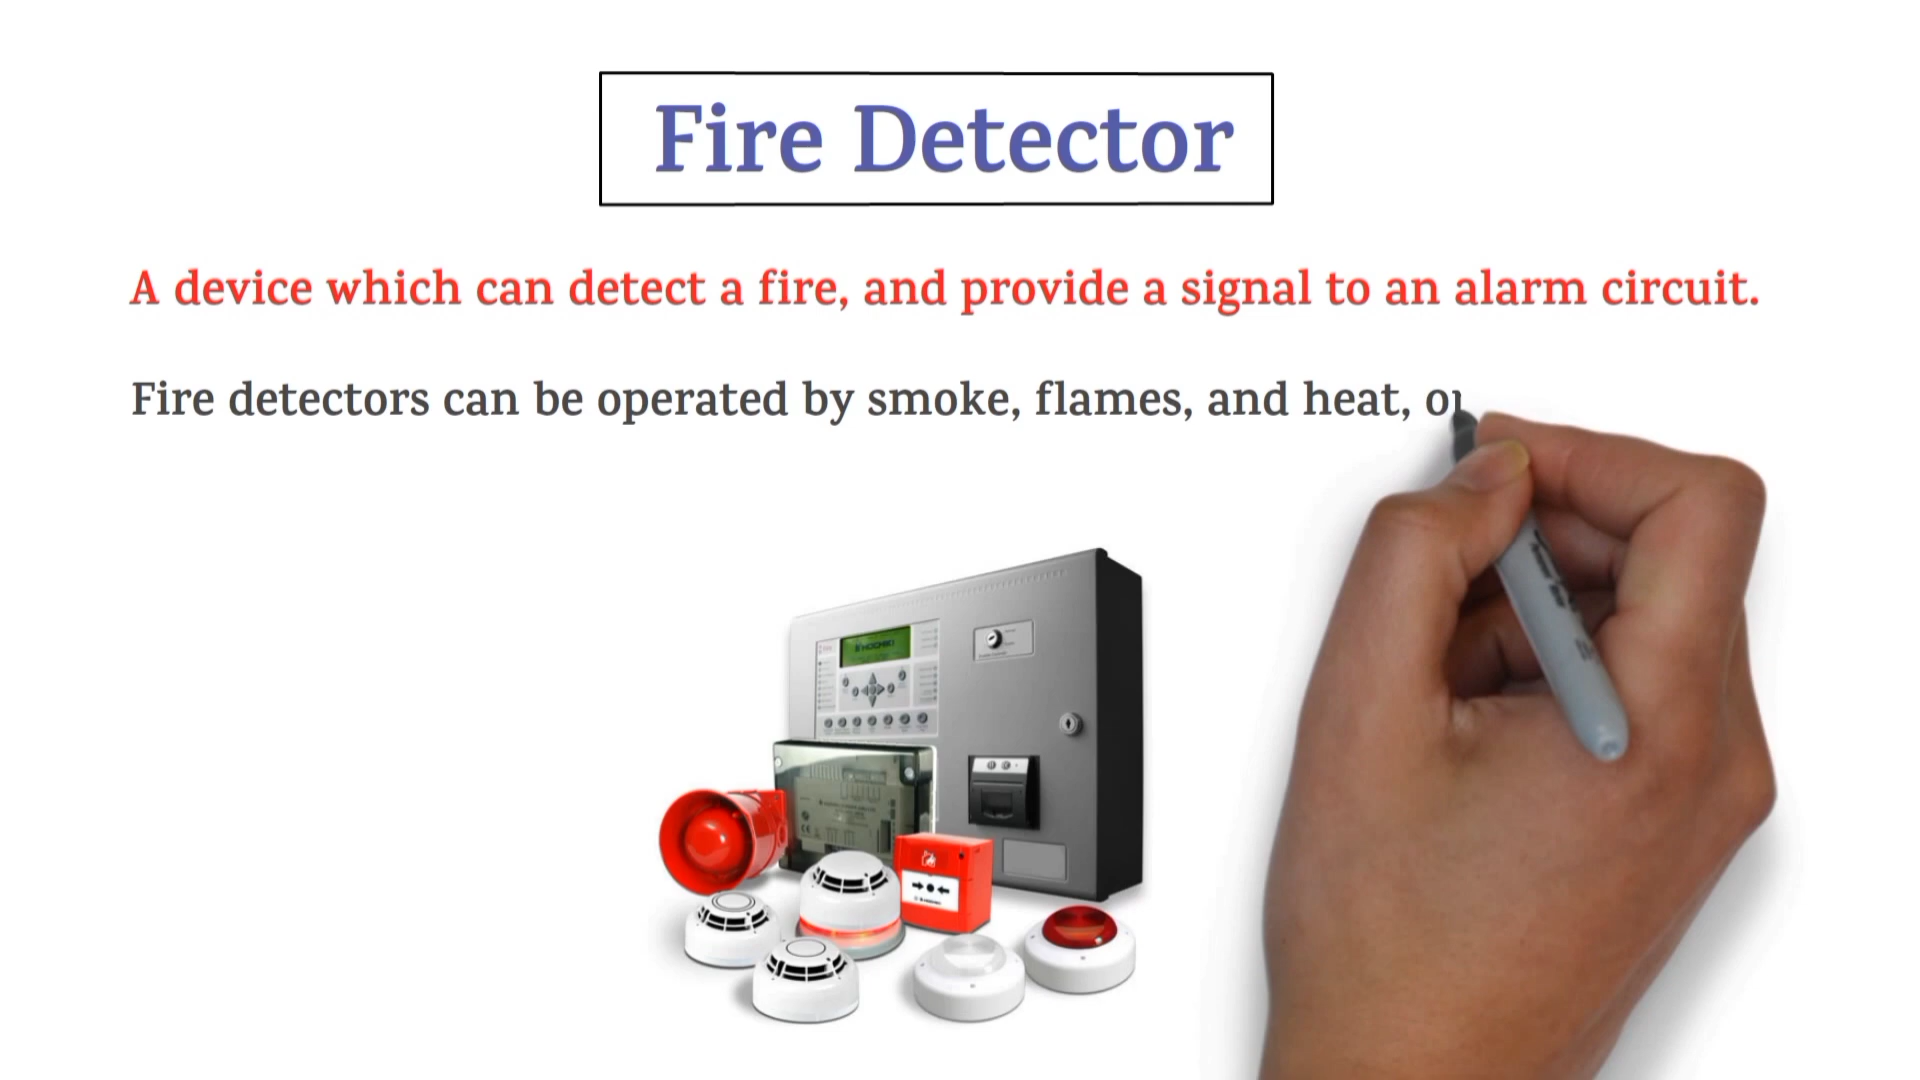 Fire Detector
A device which can detect a fire, and provide a signal to an alarm circuit.
Fire detectors can be operated by smoke, flames, and heat,